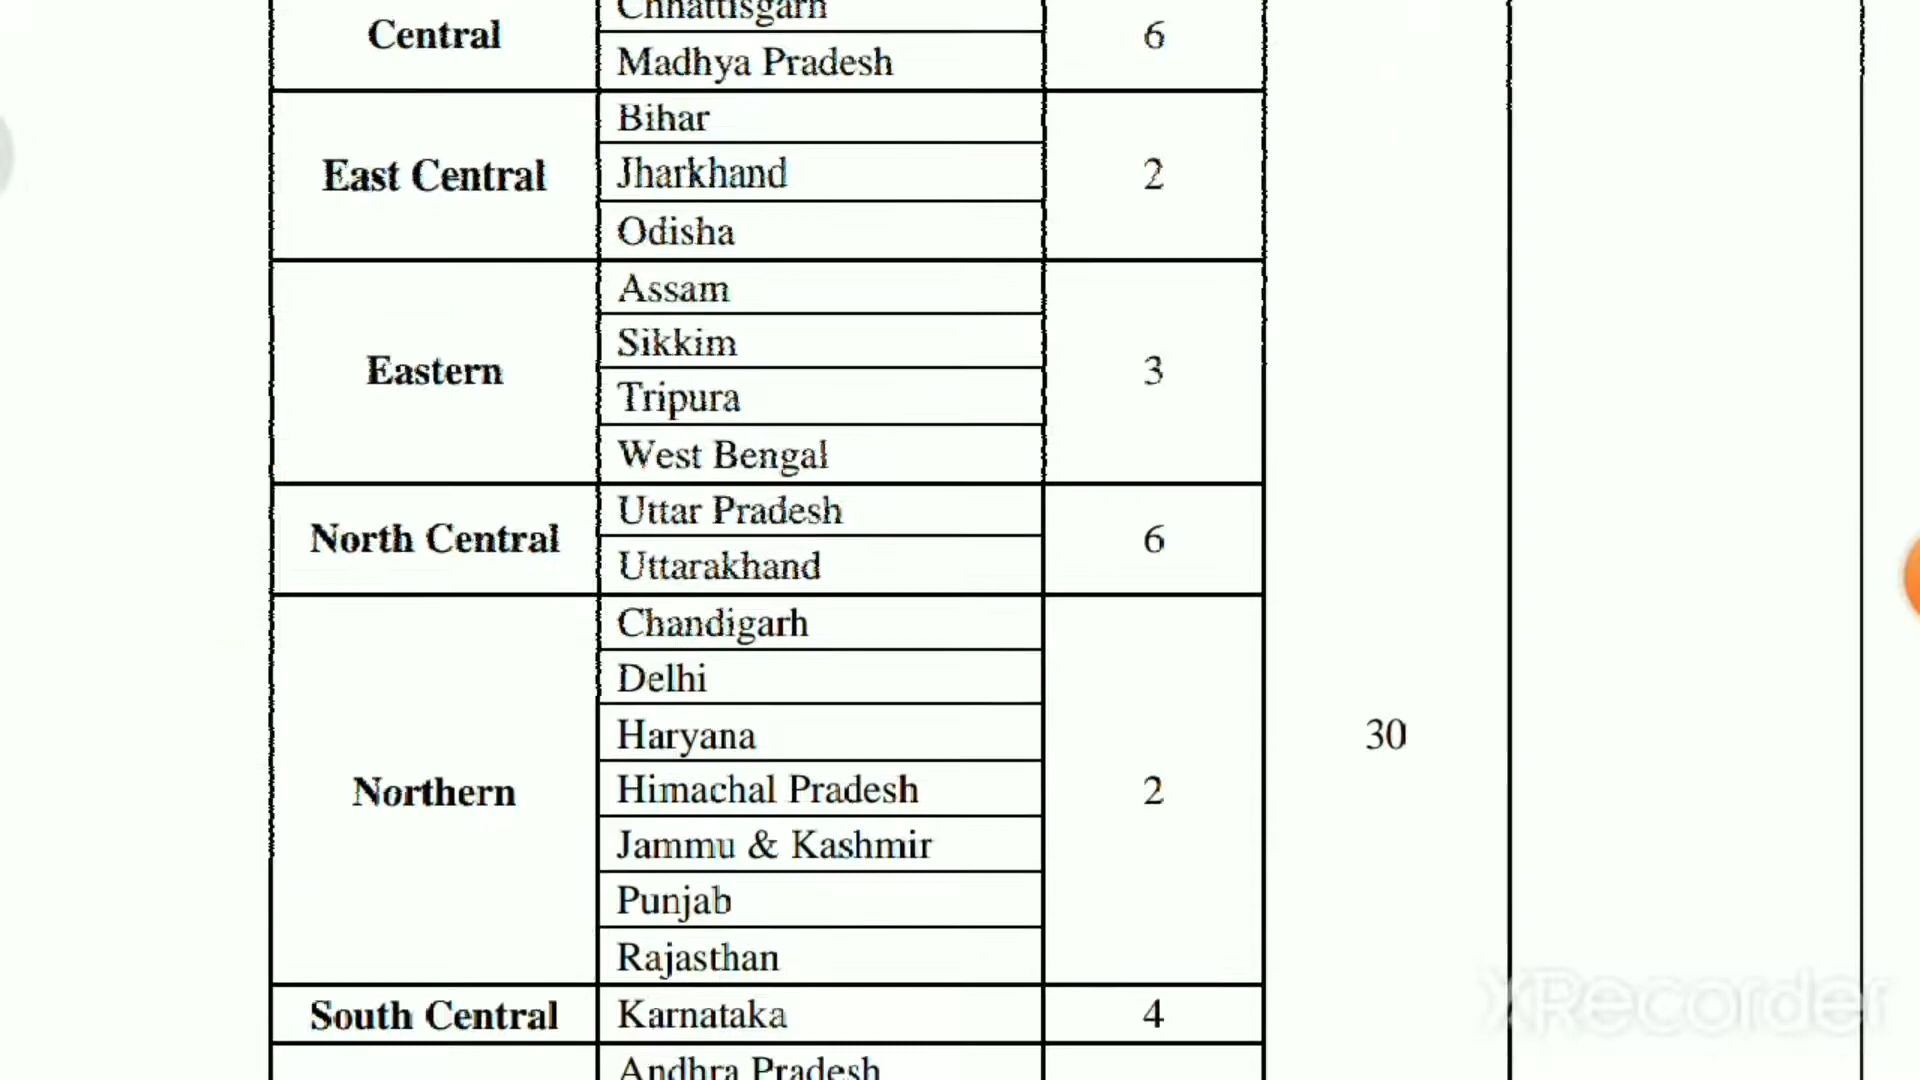 Central
Chhattisgarh
Madhya Pradesh
6
East Central
Bihar
Jharkhand
Odisha
2
Eastern
Assam
Sikkim
Tripura
West Bengal
3
North Central
Uttar Pradesh
Uttarakhand
6
Northern
Chandigarh
Delhi
Haryana
Himachal Pradesh
Jammu & Kashmir
Punjab
Rajasthan
2
30
South Central
Karnataka
4
Andhra Pradesh
XRecorder